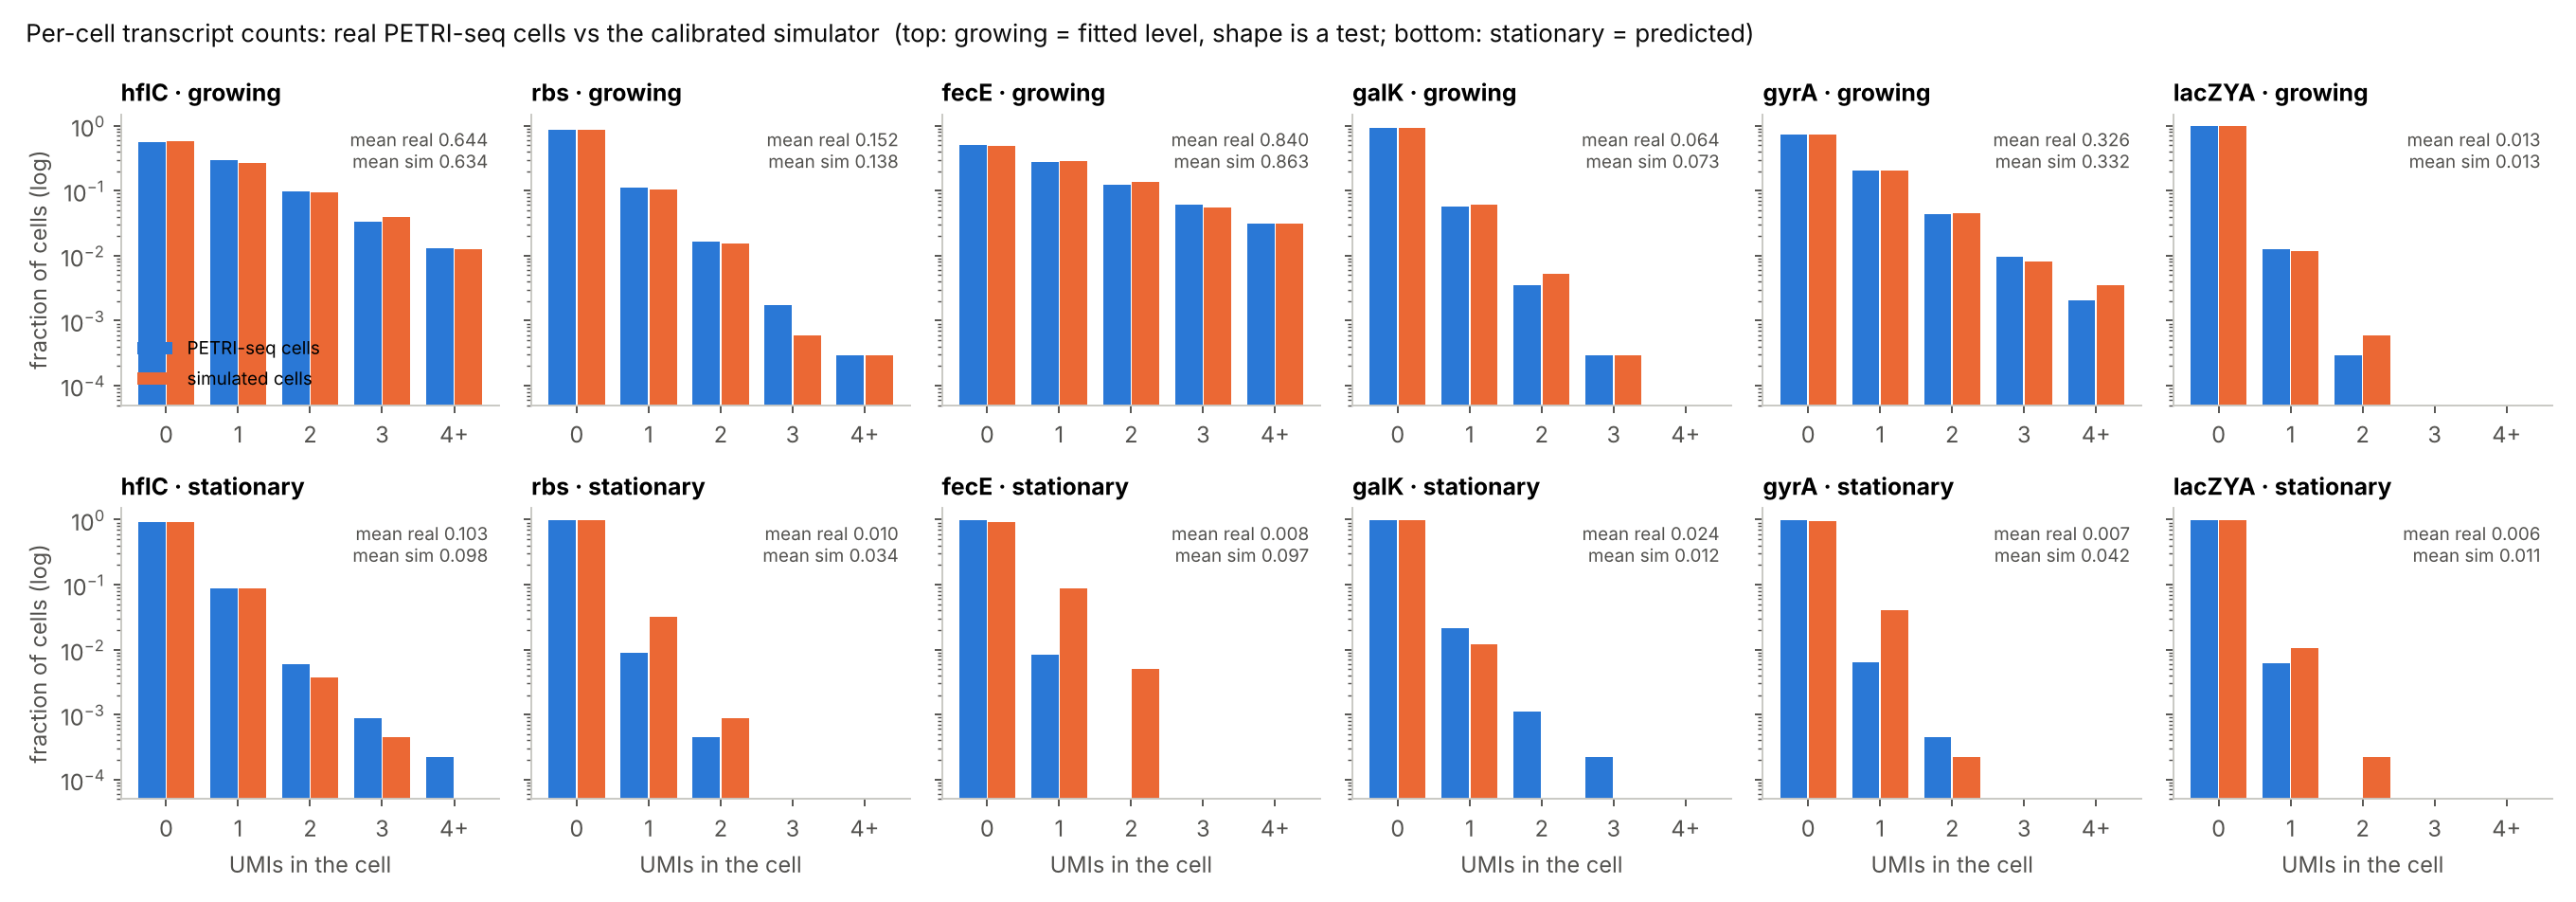 Per-cell transcript counts: real PETRI-seq cells vs the calibrated simulator (top: growing = fitted level, shape is a test; bottom: stationary = predicted)
hflC · growing
rbs · growing
fecE · growing
galK · growing
gyrA · growing
lacZYA · growing
fraction of cells (log)
10⁰
10⁻¹
10⁻²
10⁻³
10⁻⁴
mean real 0.644
mean sim 0.634
mean real 0.152
mean sim 0.138
mean real 0.840
mean sim 0.863
mean real 0.064
mean sim 0.073
mean real 0.326
mean sim 0.332
mean real 0.013
mean sim 0.013
PETRI-seq cells
simulated cells
0 1 2 3 4+
0 1 2 3 4+
0 1 2 3 4+
0 1 2 3 4+
0 1 2 3 4+
0 1 2 3 4+
hflC · stationary
rbs · stationary
fecE · stationary
galK · stationary
gyrA · stationary
lacZYA · stationary
fraction of cells (log)
10⁰
10⁻¹
10⁻²
10⁻³
10⁻⁴
mean real 0.103
mean sim 0.098
mean real 0.010
mean sim 0.034
mean real 0.008
mean sim 0.097
mean real 0.024
mean sim 0.012
mean real 0.007
mean sim 0.042
mean real 0.006
mean sim 0.011
0 1 2 3 4+
0 1 2 3 4+
0 1 2 3 4+
0 1 2 3 4+
0 1 2 3 4+
0 1 2 3 4+
UMIs in the cell
UMIs in the cell
UMIs in the cell
UMIs in the cell
UMIs in the cell
UMIs in the cell